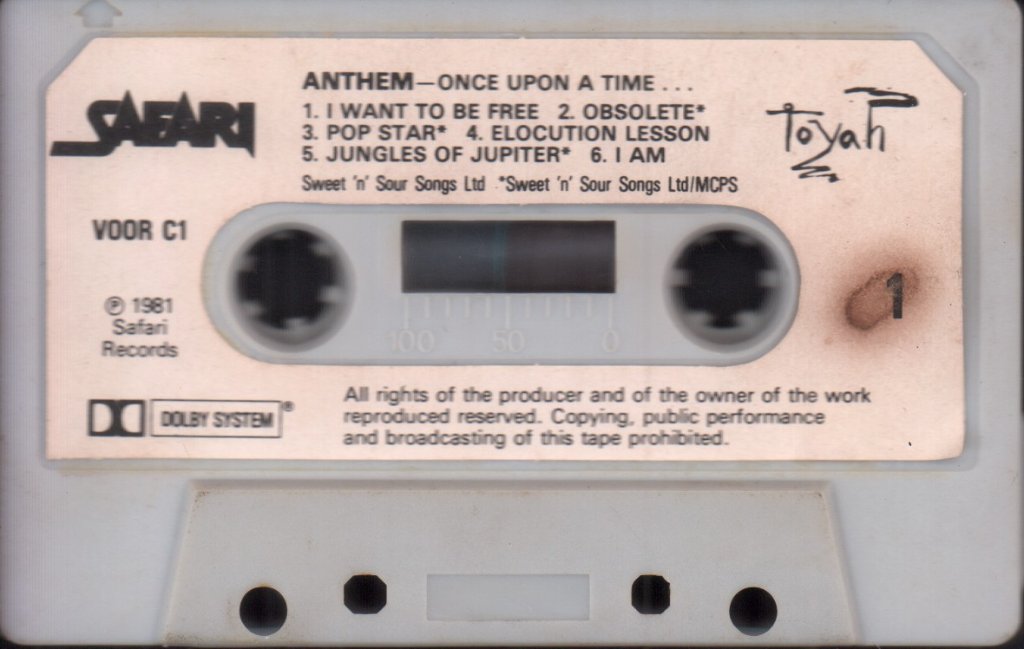 SAFARI
ANTHEM—ONCE UPON A TIME...
1. I WANT TO BE FREE 2. OBSOLETE*
3. POP STAR* 4. ELOCUTION LESSON
5. JUNGLES OF JUPITER* 6. I AM
Sweet 'n' Sour Songs Ltd *Sweet 'n' Sour Songs Ltd/MCPS
Toyah
VOOR C1
℗ 1981
Safari
Records
100 50 0
1
DOLBY SYSTEM®
All rights of the producer and of the owner of the work
reproduced reserved. Copying, public performance
and broadcasting of this tape prohibited.